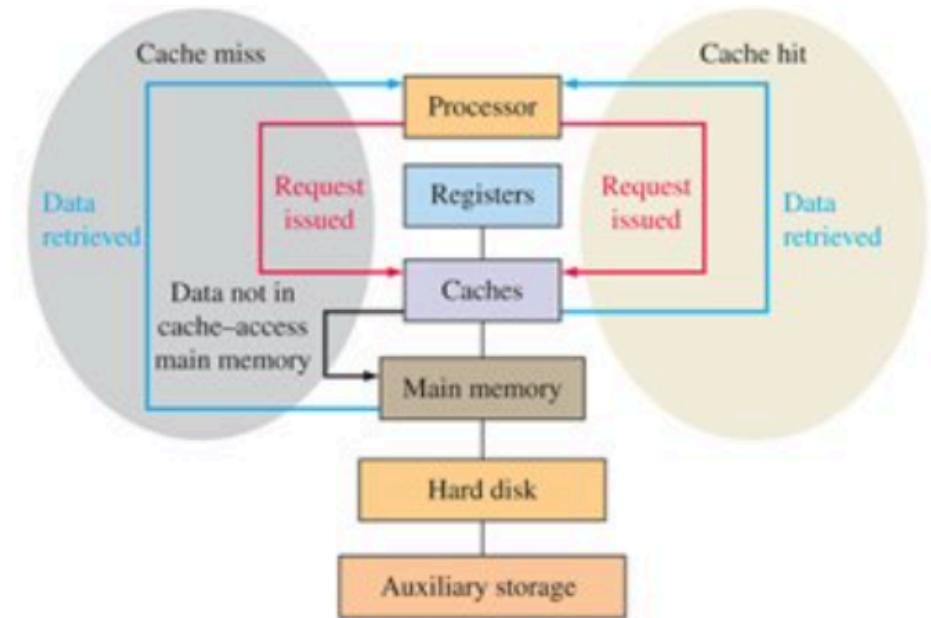 Cache miss
Cache hit
Processor
Registers
Request
issued
Request
issued
Data
retrieved
Data
retrieved
Caches
Data not in
cache–access
main memory
Main memory
Hard disk
Auxiliary storage